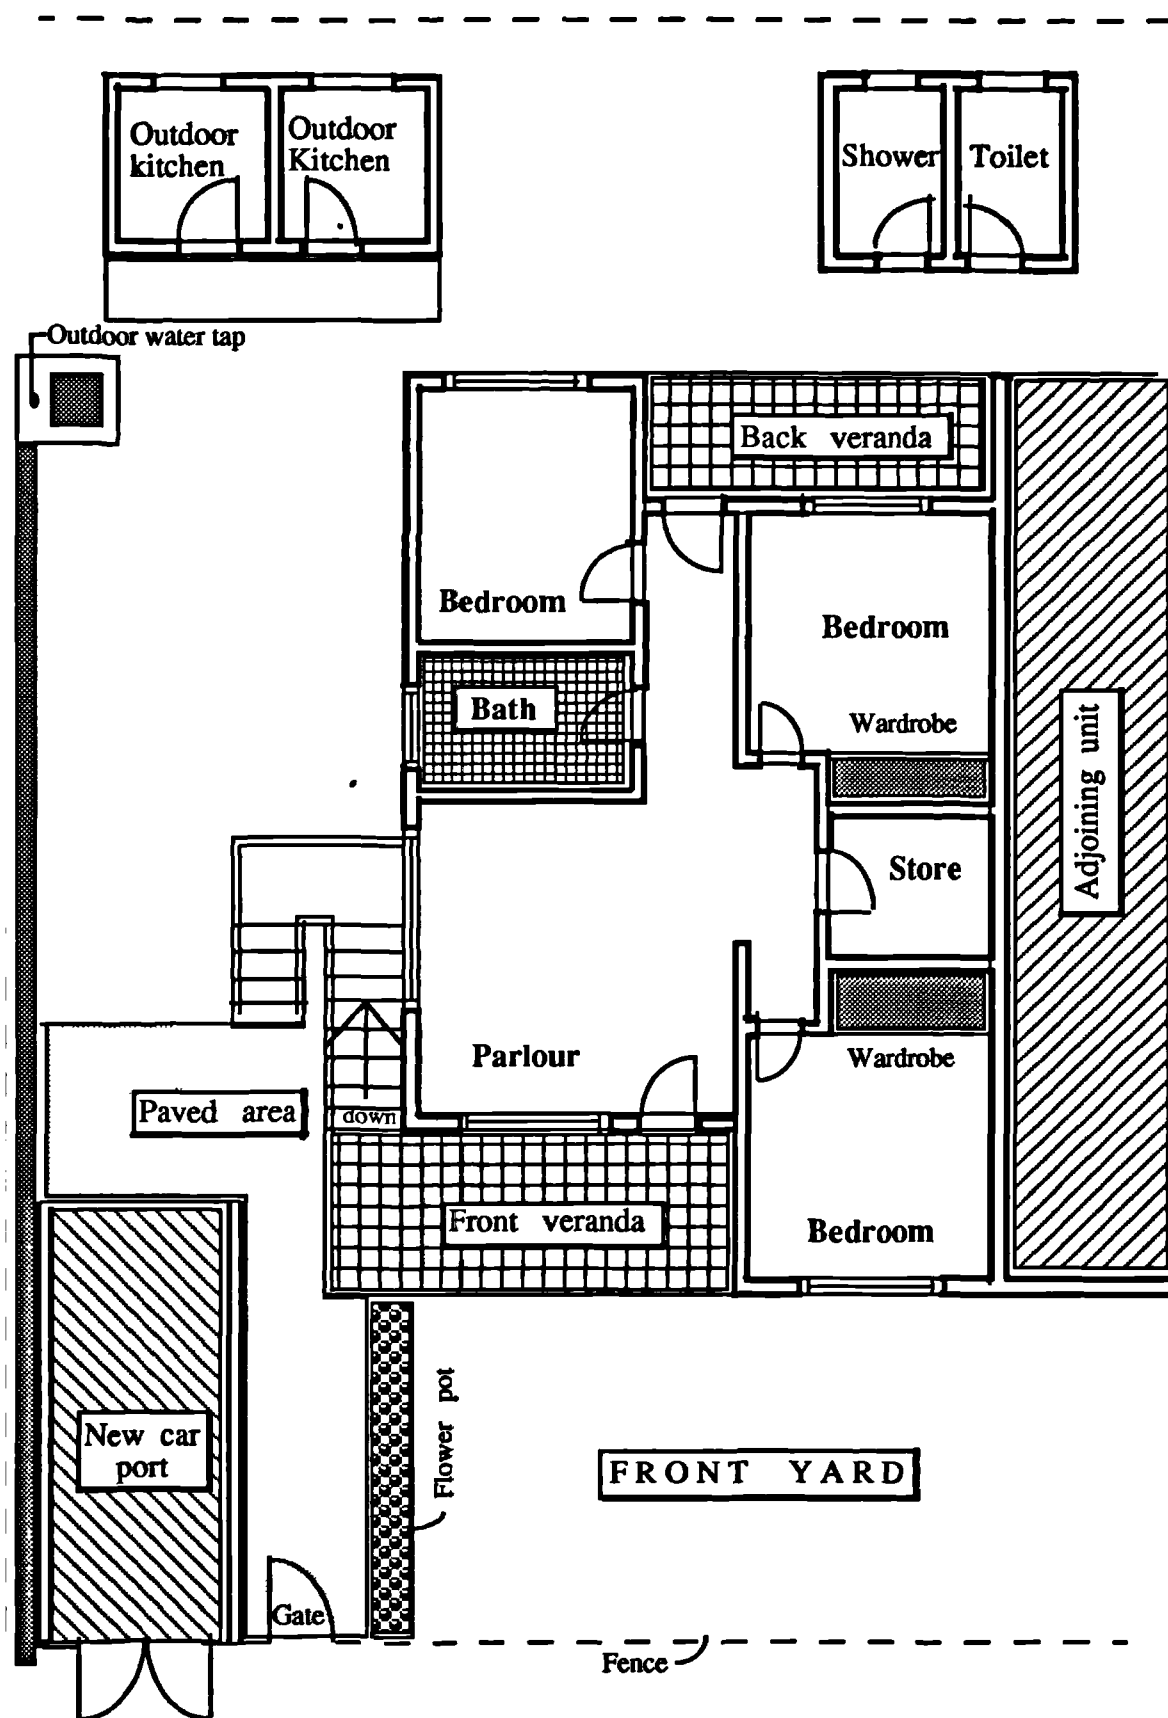 Outdoor
kitchen
Outdoor
Kitchen
Shower
Toilet
Outdoor water tap
Back veranda
Bedroom
Bedroom
Bath
Wardrobe
Adjoining unit
Store
Parlour
Wardrobe
Paved area
down
Front veranda
Bedroom
New car
port
Flower pot
FRONT YARD
Gate
Fence